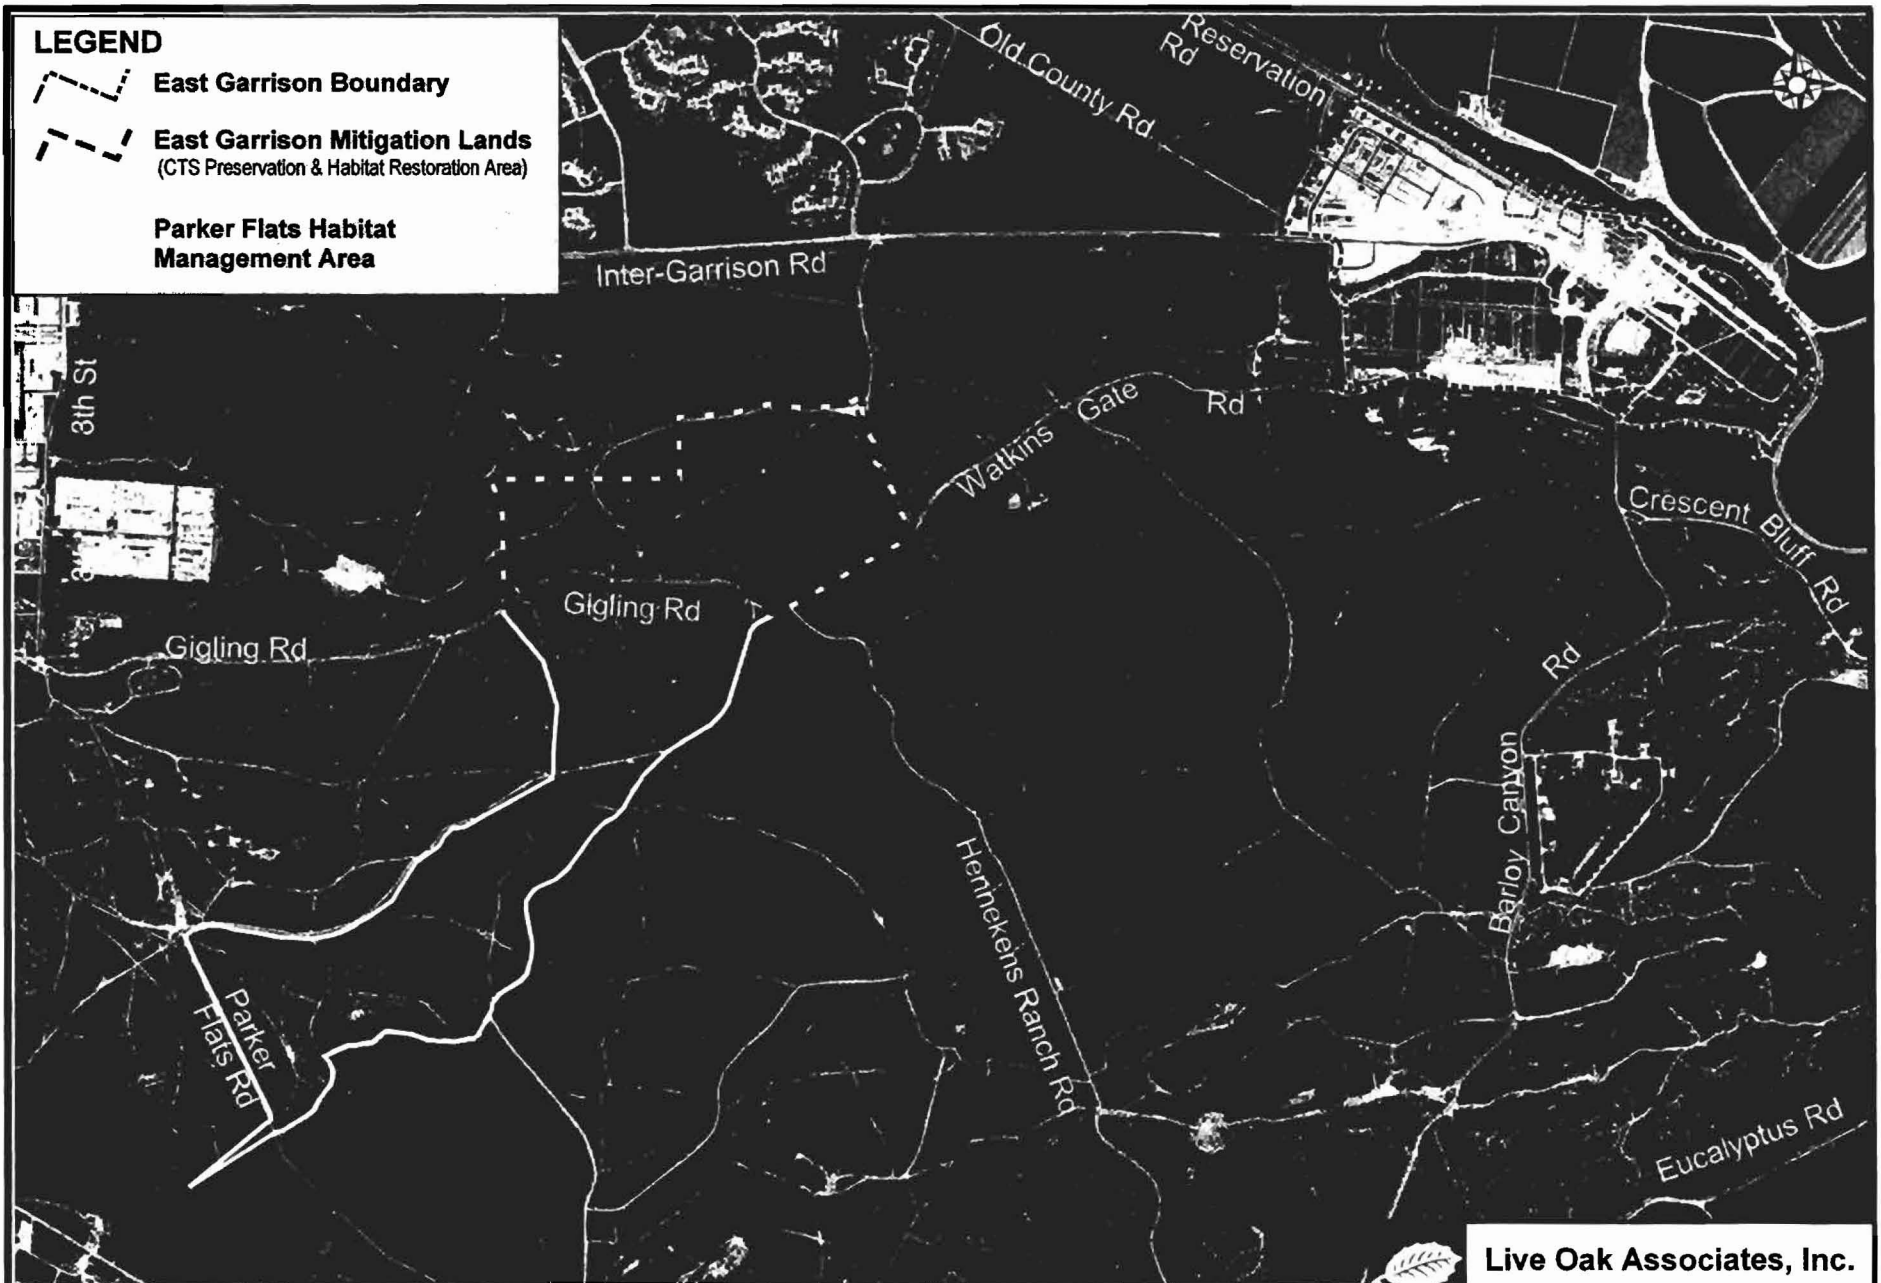 LEGEND
East Garrison Boundary
East Garrison Mitigation Lands
(CTS Preservation & Habitat Restoration Area)
Parker Flats Habitat
Management Area
Reservation
Rd
Old County Rd
Inter-Garrison Rd
8th St
Watkins Gate Rd
Crescent Bluff Rd
Gigling Rd
Gigling Rd
Barloy Canyon Rd
Hennekens Ranch Rd
Parker
Flats Rd
Eucalyptus Rd
Live Oak Associates, Inc.